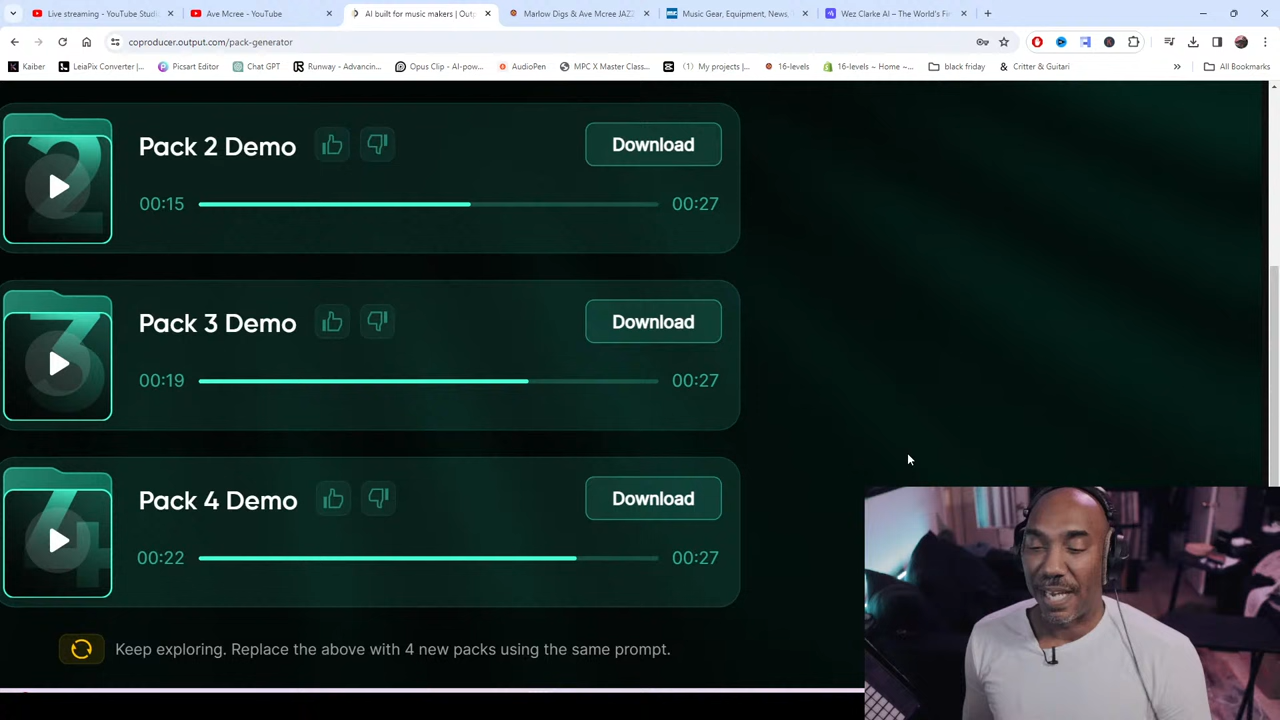 Live streaming - YouTube Studi
Ave Mcree - YouTube
AI built for music makers | Outp
Marlow Digs & Ave Mcree JAZZ
Music Gear, Equipment, News,
Wez Clarke AI – The World's Fi
coproducer.output.com/pack-generator
Kaiber
LeiaPix Converter |...
Picsart Editor
Chat GPT
Runway - Advancin...
Opus Clip - AI-pow...
AudioPen
MPC X Master Class...
(1) My projects |...
16-levels
16-levels ~ Home ~...
black friday
Critter & Guitari
»
All Bookmarks
Pack 2 Demo
Download
00:15
00:27
Pack 3 Demo
Download
00:19
00:27
Pack 4 Demo
Download
00:22
00:27
Keep exploring. Replace the above with 4 new packs using the same prompt.